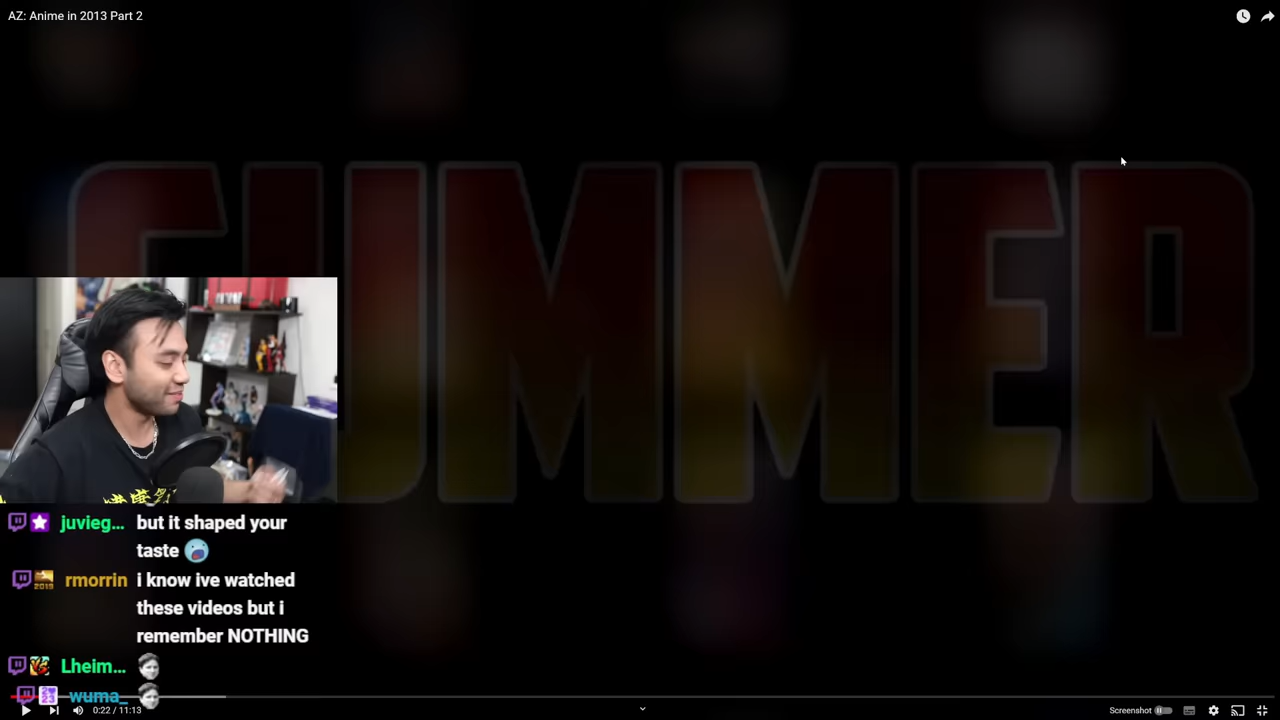 AZ: Anime in 2013 Part 2
SUMMER
juvieg... but it shaped your
taste
rmorrin i know ive watched
these videos but i
remember NOTHING
Lheim...
wuma_
0:22 / 11:13
Screenshot